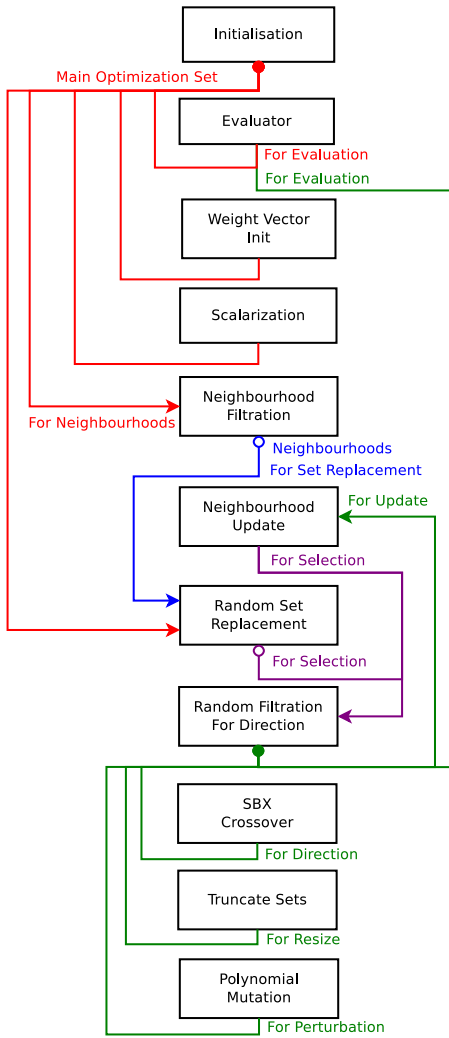 Initialisation
Main Optimization Set
Evaluator
For Evaluation
For Evaluation
Weight Vector
Init
Scalarization
Neighbourhood
Filtration
For Neighbourhoods
Neighbourhoods
For Set Replacement
Neighbourhood
Update
For Update
For Selection
Random Set
Replacement
For Selection
Random Filtration
For Direction
SBX
Crossover
For Direction
Truncate Sets
For Resize
Polynomial
Mutation
For Perturbation